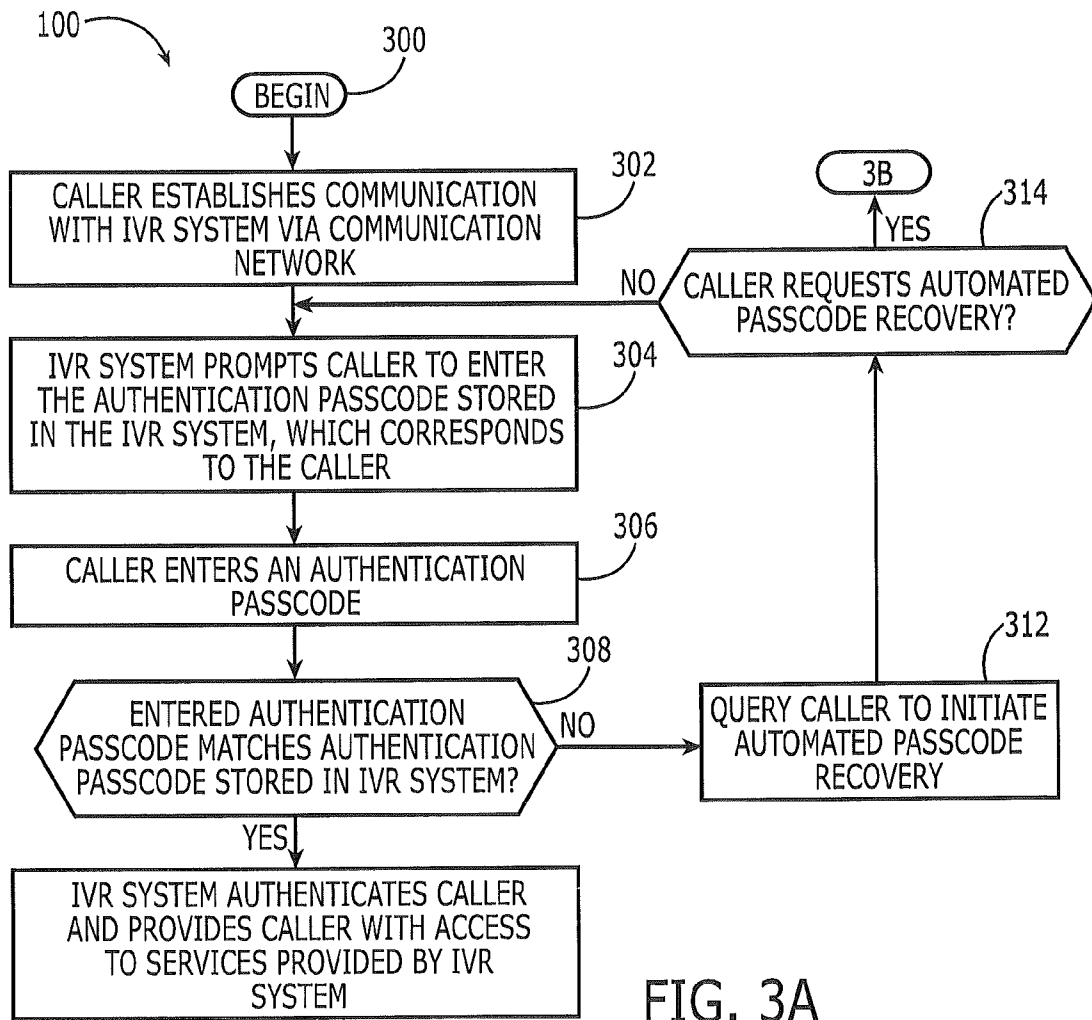 100
300
BEGIN
302
CALLER ESTABLISHES COMMUNICATION
WITH IVR SYSTEM VIA COMMUNICATION
NETWORK
3B
314
YES
NO
CALLER REQUESTS AUTOMATED
PASSCODE RECOVERY?
304
IVR SYSTEM PROMPTS CALLER TO ENTER
THE AUTHENTICATION PASSCODE STORED
IN THE IVR SYSTEM, WHICH CORRESPONDS
TO THE CALLER
306
CALLER ENTERS AN AUTHENTICATION
PASSCODE
308
ENTERED AUTHENTICATION
PASSCODE MATCHES AUTHENTICATION
PASSCODE STORED IN IVR SYSTEM?
NO
312
QUERY CALLER TO INITIATE
AUTOMATED PASSCODE
RECOVERY
YES
IVR SYSTEM AUTHENTICATES CALLER
AND PROVIDES CALLER WITH ACCESS
TO SERVICES PROVIDED BY IVR
SYSTEM
FIG. 3A